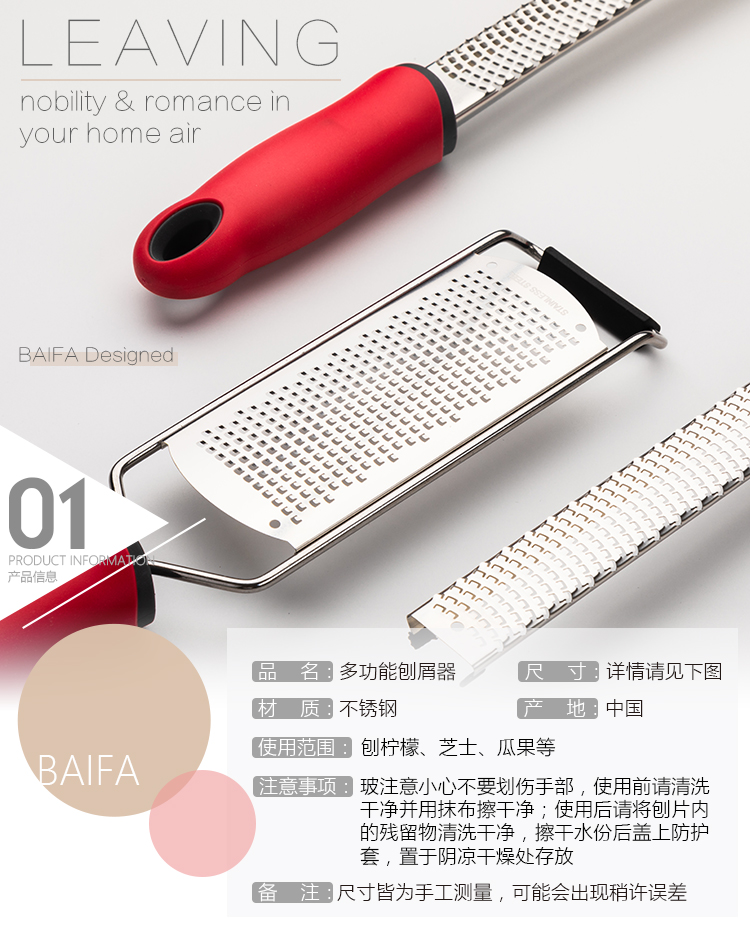 LEAVING
nobility & romance in
your home air
STAINLESS STEEL
BAIFA Designed
01
PRODUCT INFORMATION
产品信息
BAIFA
品 名：多功能刨屑器
尺 寸：详情请见下图
材 质：不锈钢
产 地：中国
使用范围：刨柠檬、芝士、瓜果等
注意事项：玻注意小心不要划伤手部，使用前请清洗
干净并用抹布擦干净；使用后请将刨片内
的残留物清洗干净，擦干水份后盖上防护
套，置于阴凉干燥处存放
备 注：尺寸皆为手工测量，可能会出现稍许误差